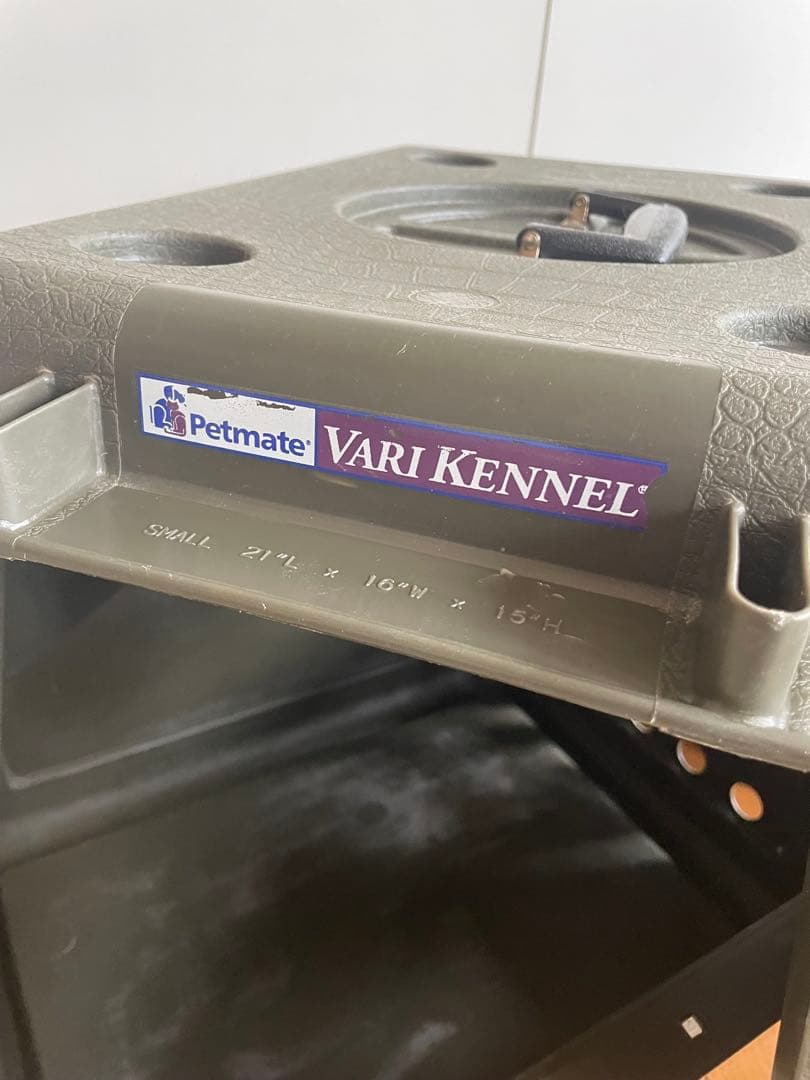 Petmate® VARI KENNEL®
SMALL 21"L x 16"W x 15"H